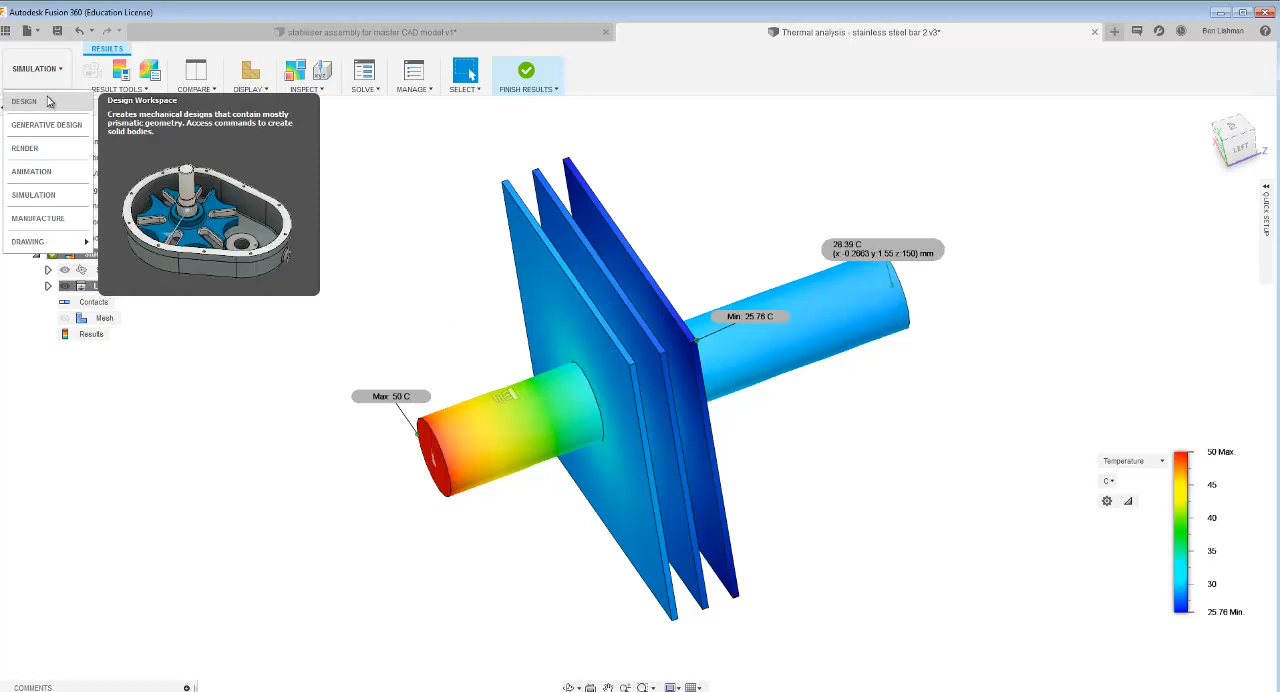 Autodesk Fusion 360 (Education License)
stabiliser assembly for master CAD model v1*
Thermal analysis - stainless steel bar 2 v3*
Ben Lishman
RESULTS
SIMULATION
RESULT TOOLS
COMPARE
DISPLAY
INSPECT
SOLVE
MANAGE
SELECT
FINISH RESULTS
DESIGN
GENERATIVE DESIGN
RENDER
ANIMATION
SIMULATION
MANUFACTURE
DRAWING
Design Workspace
Creates mechanical designs that contain mostly
prismatic geometry. Access commands to create
solid bodies.
Contacts
Mesh
Results
LEFT
Z
X
QUICK SETUP
28.39 C
(x:-0.2663 y:1.55 z:150) mm
Min: 25.76 C
Max: 50 C
Temperature
C
50 Max.
45
40
35
30
25.76 Min.
COMMENTS